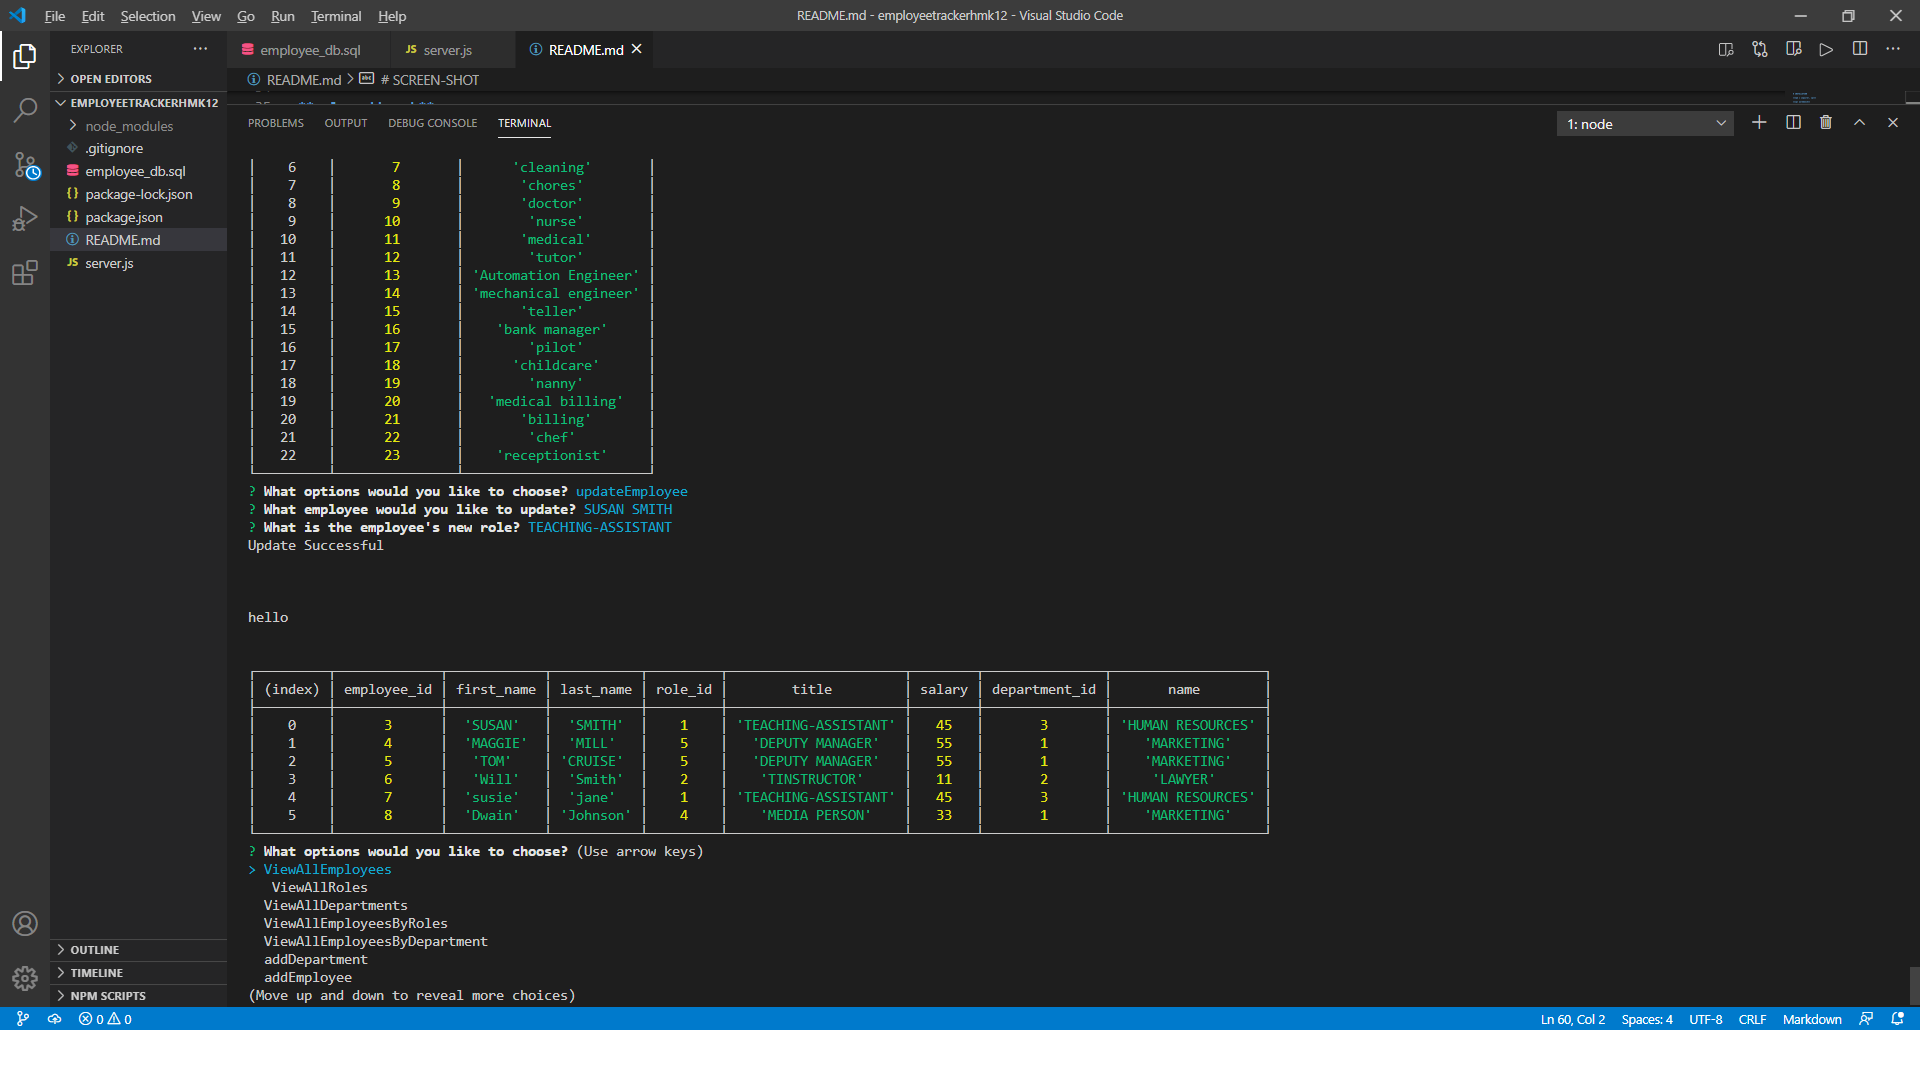 File Edit Selection View Go Run Terminal Help
README.md - employeetrackerhmk12 - Visual Studio Code
EXPLORER
OPEN EDITORS
EMPLOYEETRACKERHMK12
node_modules
.gitignore
employee_db.sql
package-lock.json
package.json
README.md
JS server.js
OUTLINE
TIMELINE
NPM SCRIPTS
employee_db.sql JS server.js README.md
README.md > abc # SCREEN-SHOT
PROBLEMS OUTPUT DEBUG CONSOLE TERMINAL
1: node
6 7 'cleaning'
7 8 'chores'
8 9 'doctor'
9 10 'nurse'
10 11 'medical'
11 12 'tutor'
12 13 'Automation Engineer'
13 14 'mechanical engineer'
14 15 'teller'
15 16 'bank manager'
16 17 'pilot'
17 18 'childcare'
18 19 'nanny'
19 20 'medical billing'
20 21 'billing'
21 22 'chef'
22 23 'receptionist'
? What options would you like to choose? updateEmployee
? What employee would you like to update? SUSAN SMITH
? What is the employee's new role? TEACHING-ASSISTANT
Update Successful
hello
(index) employee_id first_name last_name role_id title salary department_id name
0 3 'SUSAN' 'SMITH' 1 'TEACHING-ASSISTANT' 45 3 'HUMAN RESOURCES'
1 4 'MAGGIE' 'MILL' 5 'DEPUTY MANAGER' 55 1 'MARKETING'
2 5 'TOM' 'CRUISE' 5 'DEPUTY MANAGER' 55 1 'MARKETING'
3 6 'Will' 'Smith' 2 'TINSTRUCTOR' 11 2 'LAWYER'
4 7 'susie' 'jane' 1 'TEACHING-ASSISTANT' 45 3 'HUMAN RESOURCES'
5 8 'Dwain' 'Johnson' 4 'MEDIA PERSON' 33 1 'MARKETING'
? What options would you like to choose? (Use arrow keys)
> ViewAllEmployees
ViewAllRoles
ViewAllDepartments
ViewAllEmployeesByRoles
ViewAllEmployeesByDepartment
addDepartment
addEmployee
(Move up and down to reveal more choices)
0 0
Ln 60, Col 2 Spaces: 4 UTF-8 CRLF Markdown